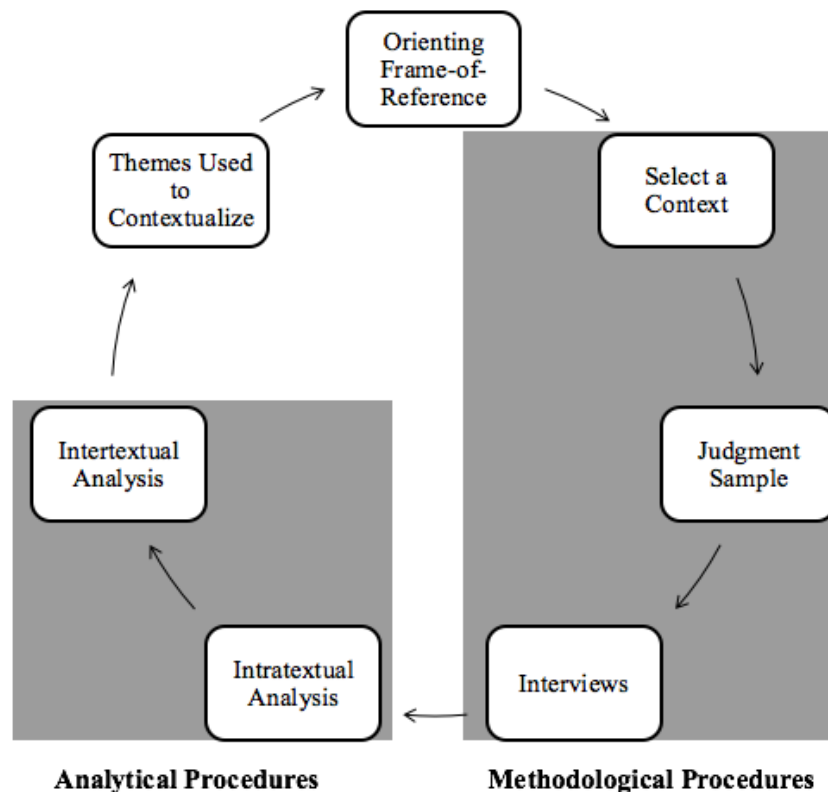 Orienting
Frame-of-
Reference
Themes Used
to
Contextualize
Select a
Context
Intertextual
Analysis
Judgment
Sample
Intratextual
Analysis
Interviews
Analytical Procedures
Methodological Procedures